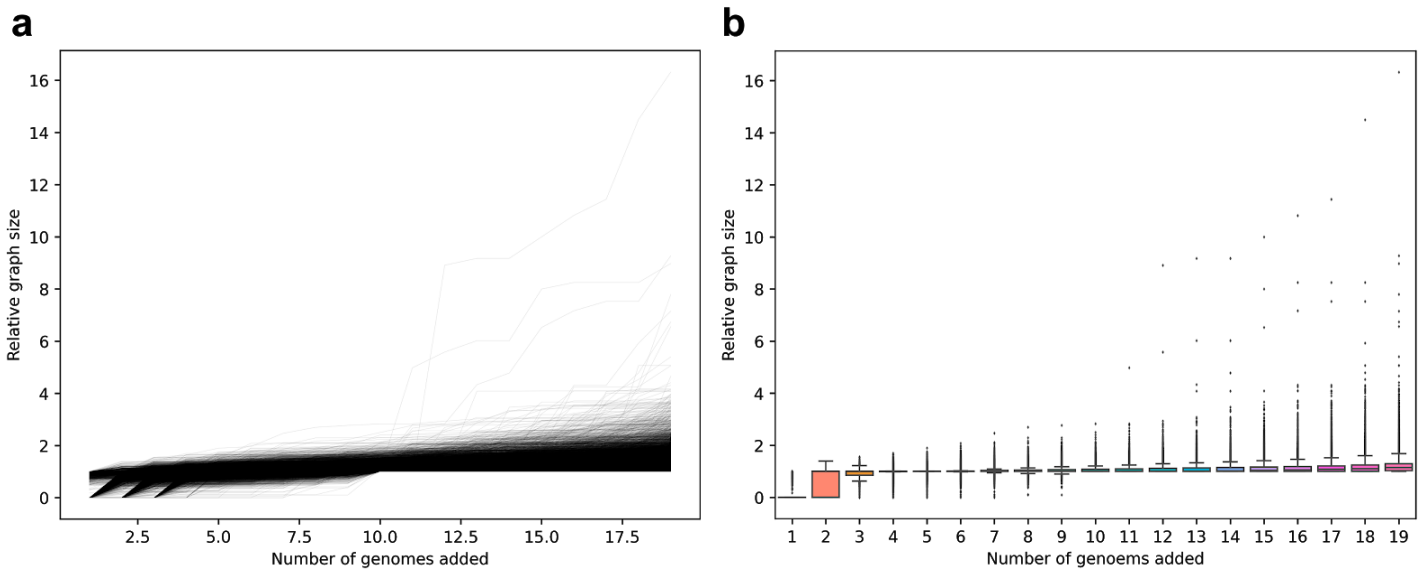 a
16
14
12
10
8
6
4
2
0
Relative graph size
2.5 5.0 7.5 10.0 12.5 15.0 17.5
Number of genomes added
b
16
14
12
10
8
6
4
2
0
Relative graph size
1 2 3 4 5 6 7 8 9 10 11 12 13 14 15 16 17 18 19
Number of genoems added